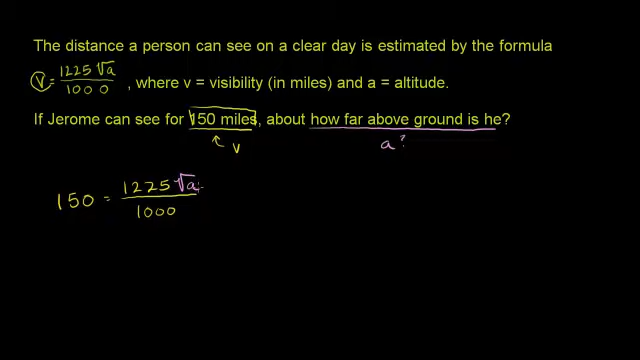 The distance a person can see on a clear day is estimated by the formula
v = 1225 √a / 1000 , where v = visibility (in miles) and a = altitude.
If Jerome can see for 150 miles, about how far above ground is he?
v a?
150 = 1225 √a / 1000